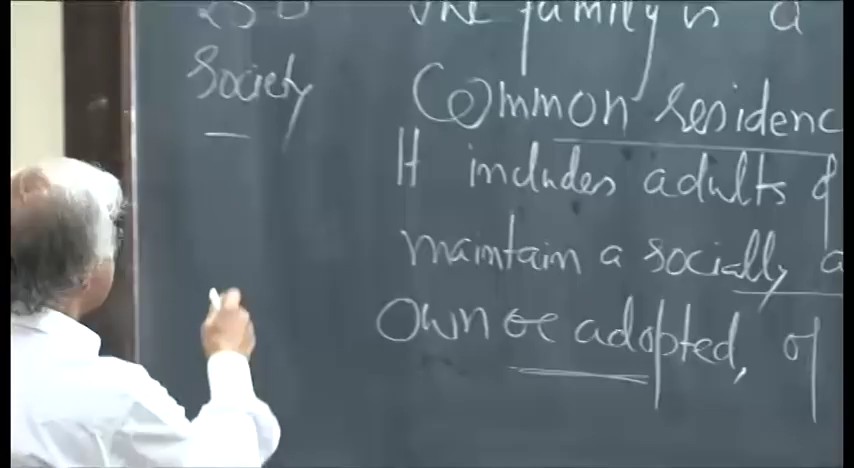 Society
The family is a
Common residenc
It includes adults of
maintain a socially a
Own or adopted, of